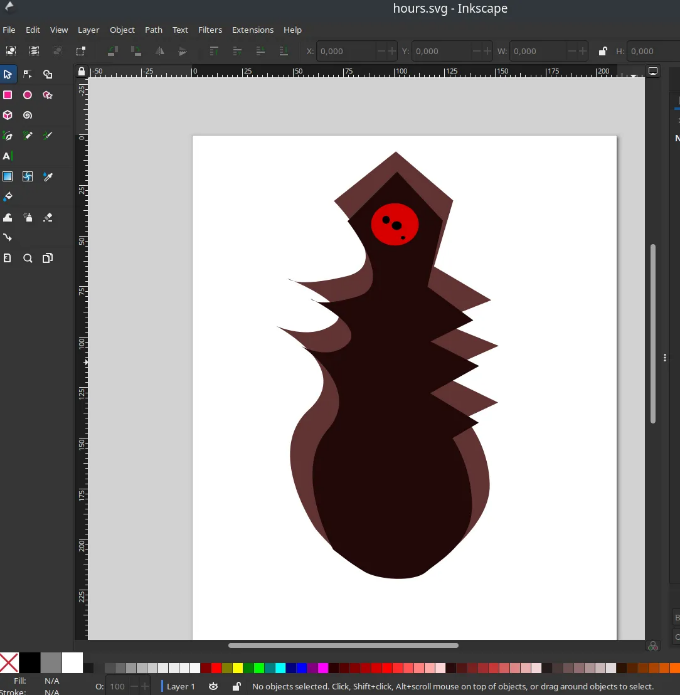 hours.svg - Inkscape
File Edit View Layer Object Path Text Filters Extensions Help
X: 0,000 Y: 0,000 W: 0,000 H: 0,000
-50 -25 0 25 50 75 100 125 150 175 200
-25
0
25
50
75
100
125
150
175
200
225
A
Fill: N/A
Stroke: N/A
O: 100
Layer 1
No objects selected. Click, Shift+click, Alt+scroll mouse on top of objects, or drag around objects to select.